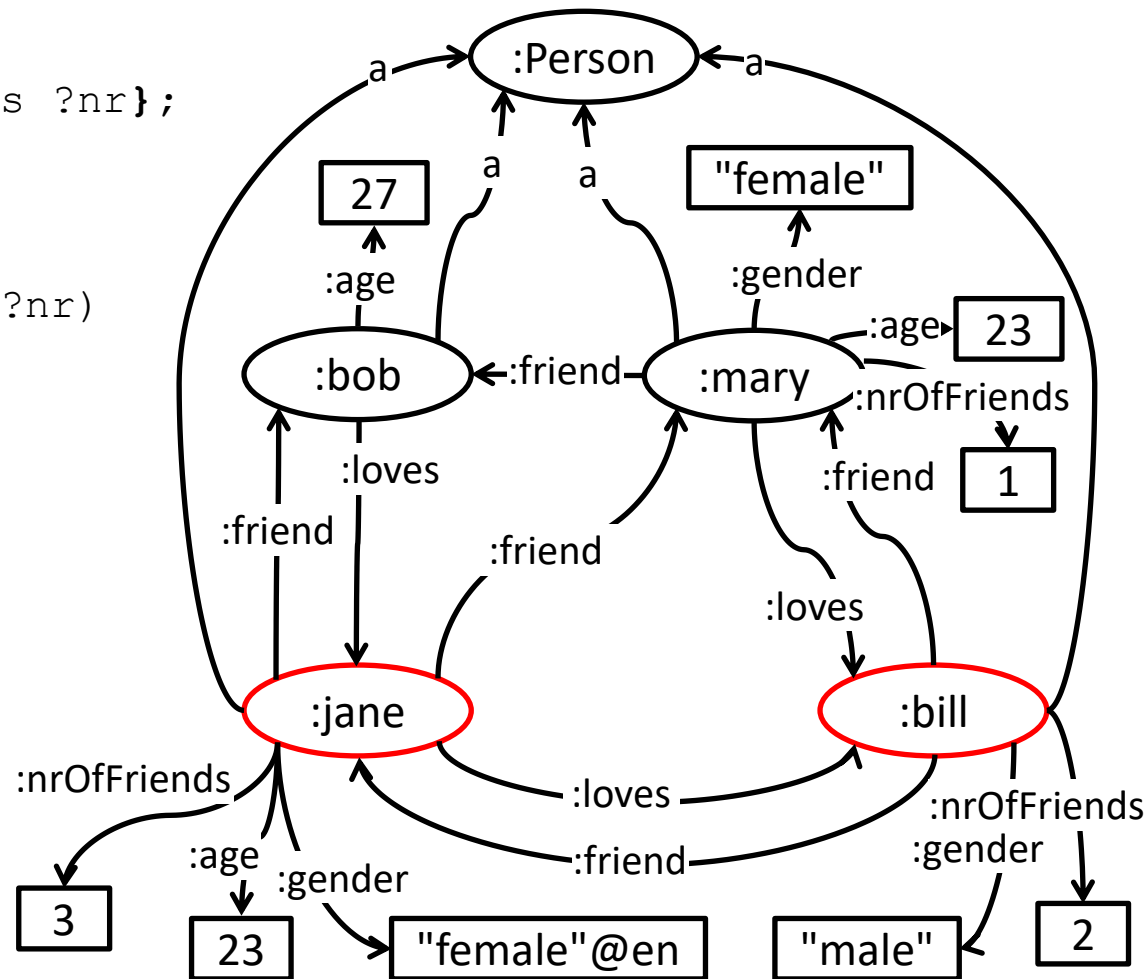 :Person
a
a
s ?nr};
a
a
"female"
27
:gender
:age
?nr)
:age
23
:bob
:friend
:mary
:nrOfFriends
:loves
:friend
1
:friend
:friend
:loves
:jane
:bill
:nrOfFriends
:loves
:nrOfFriends
:age
:friend
:gender
:gender
3
23
"female"@en
"male"
2